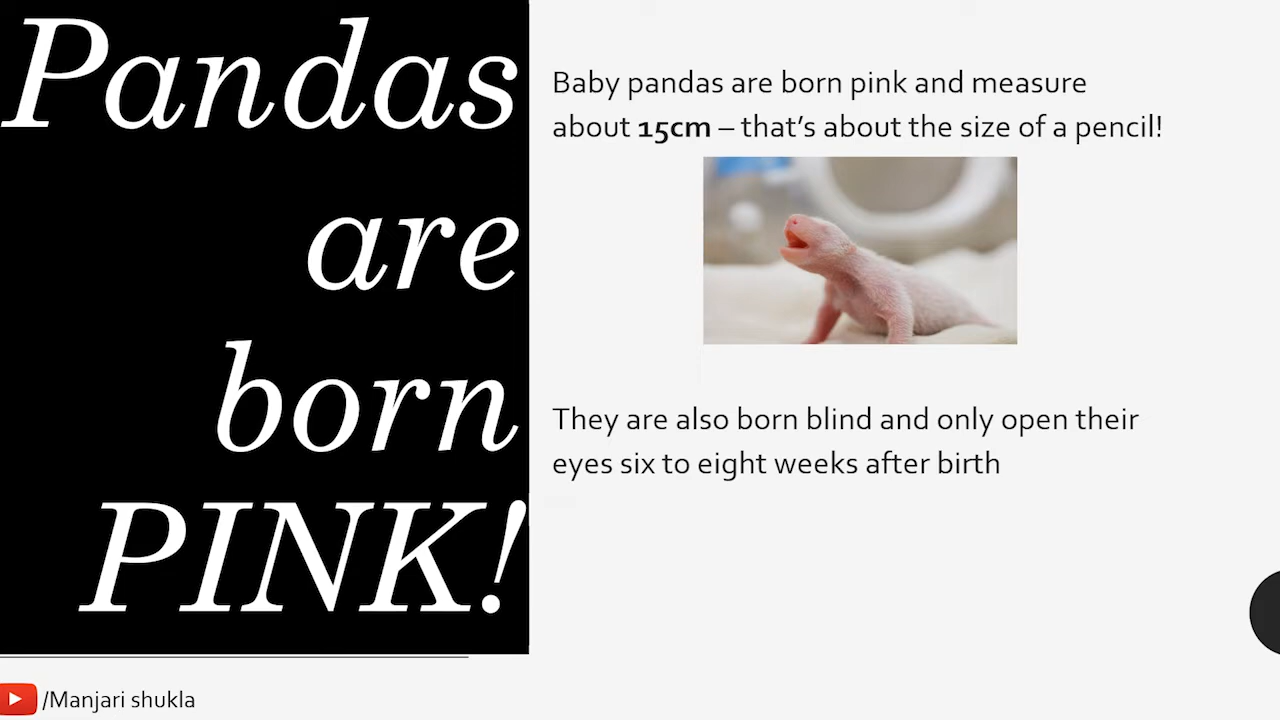 Pandas
are
born
PINK!
Baby pandas are born pink and measure
about 15cm – that's about the size of a pencil!
They are also born blind and only open their
eyes six to eight weeks after birth
/Manjari shukla